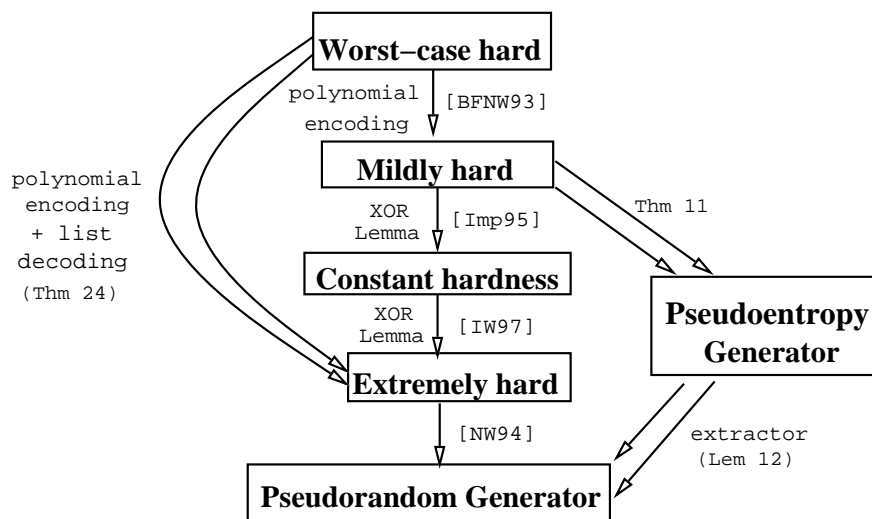 Worst−case hard
polynomial
encoding
[BFNW93]
Mildly hard
polynomial
encoding
+ list
decoding
(Thm 24)
XOR
Lemma
[Imp95]
Thm 11
Constant hardness
XOR
Lemma
[IW97]
Pseudoentropy
Generator
Extremely hard
[NW94]
extractor
(Lem 12)
Pseudorandom Generator